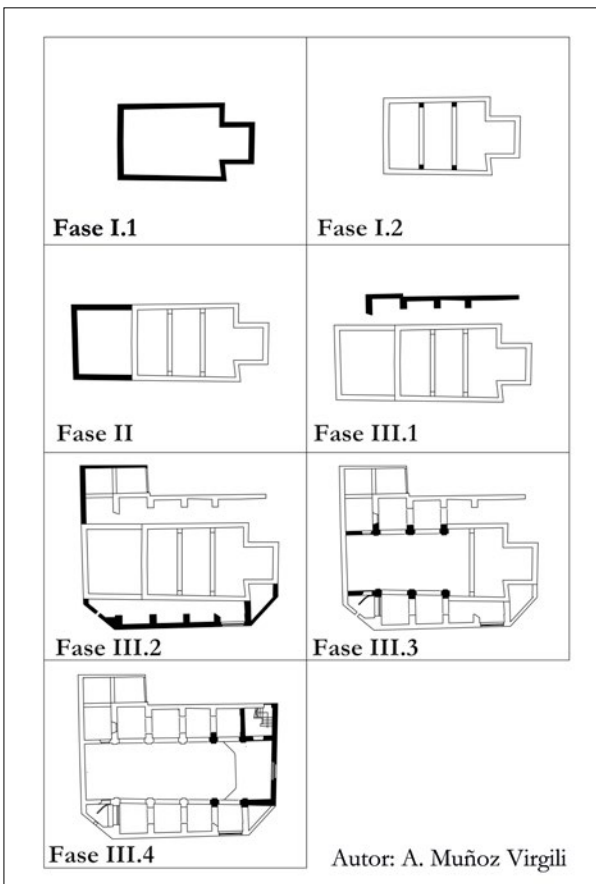 Fase I.1
Fase I.2
Fase II
Fase III.1
Fase III.2
Fase III.3
Fase III.4
Autor: A. Muñoz Virgili